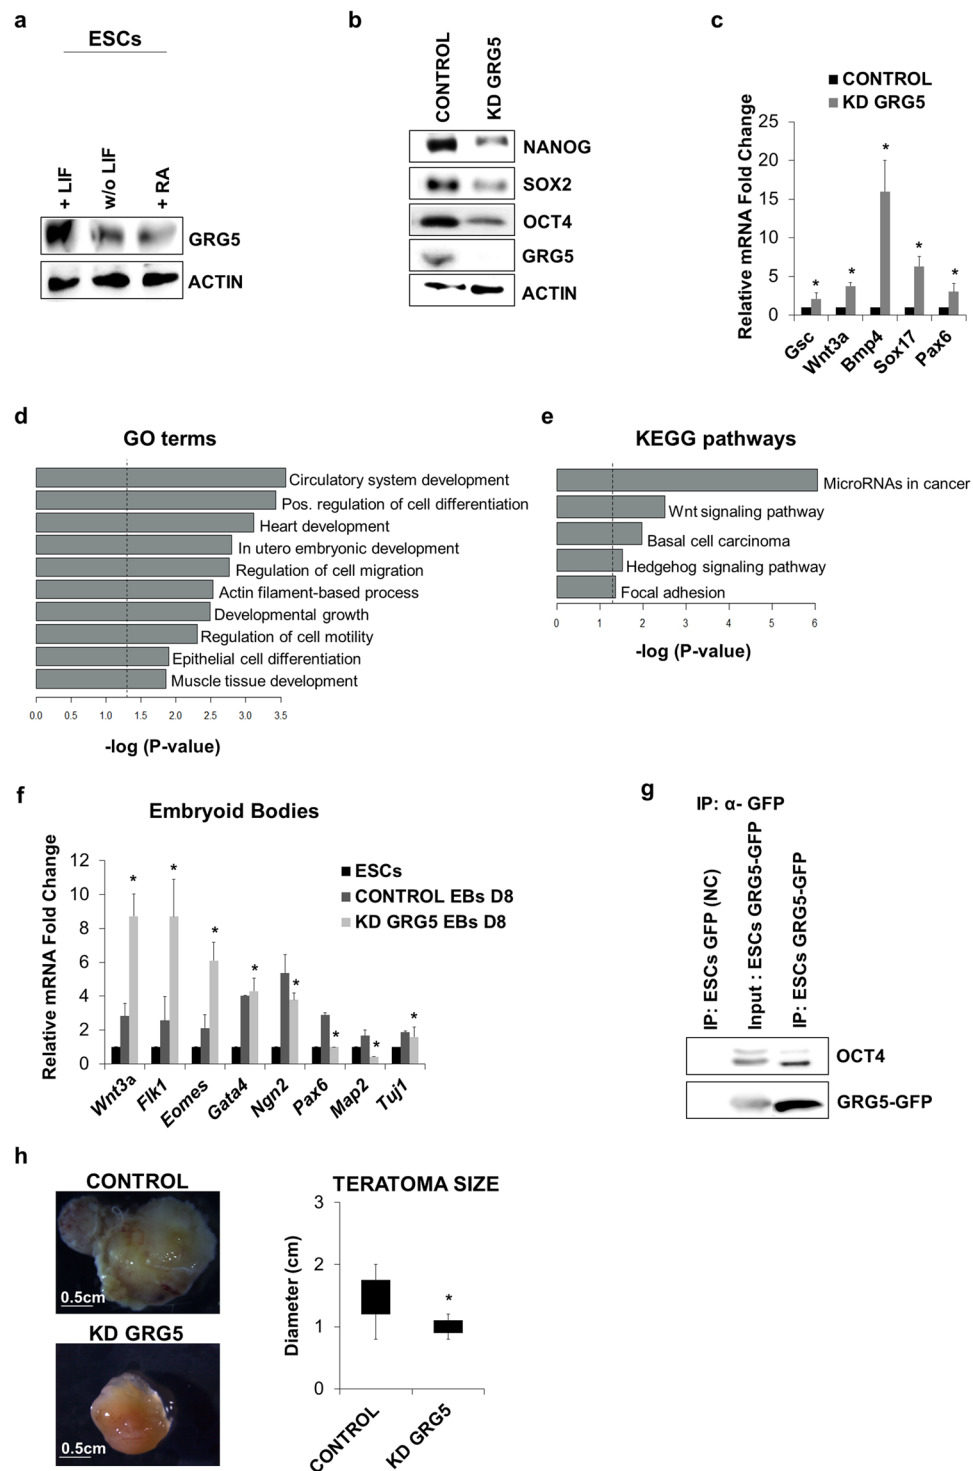 a
ESCs
+ LIF
w/o LIF
+ RA
GRG5
ACTIN
b
CONTROL
KD GRG5
NANOG
SOX2
OCT4
GRG5
ACTIN
c
CONTROL
KD GRG5
Relative mRNA Fold Change
25
20
15
10
5
0
*
*
*
*
*
Gsc
Wnt3a
Bmp4
Sox17
Pax6
d
GO terms
Circulatory system development
Pos. regulation of cell differentiation
Heart development
In utero embryonic development
Regulation of cell migration
Actin filament-based process
Developmental growth
Regulation of cell motility
Epithelial cell differentiation
Muscle tissue development
0.0 0.5 1.0 1.5 2.0 2.5 3.0 3.5
-log (P-value)
e
KEGG pathways
MicroRNAs in cancer
Wnt signaling pathway
Basal cell carcinoma
Hedgehog signaling pathway
Focal adhesion
0 1 2 3 4 5 6
-log (P-value)
f
Embryoid Bodies
ESCs
CONTROL EBs D8
KD GRG5 EBs D8
Relative mRNA Fold Change
12
10
8
6
4
2
0
*
*
*
*
*
*
*
*
Wnt3a
Flk1
Eomes
Gata4
Ngn2
Pax6
Map2
Tuj1
g
IP: α- GFP
IP: ESCs GFP (NC)
Input : ESCs GRG5-GFP
IP: ESCs GRG5-GFP
OCT4
GRG5-GFP
h
CONTROL
0.5cm
KD GRG5
0.5cm
TERATOMA SIZE
Diameter (cm)
3
2
1
0
*
CONTROL
KD GRG5